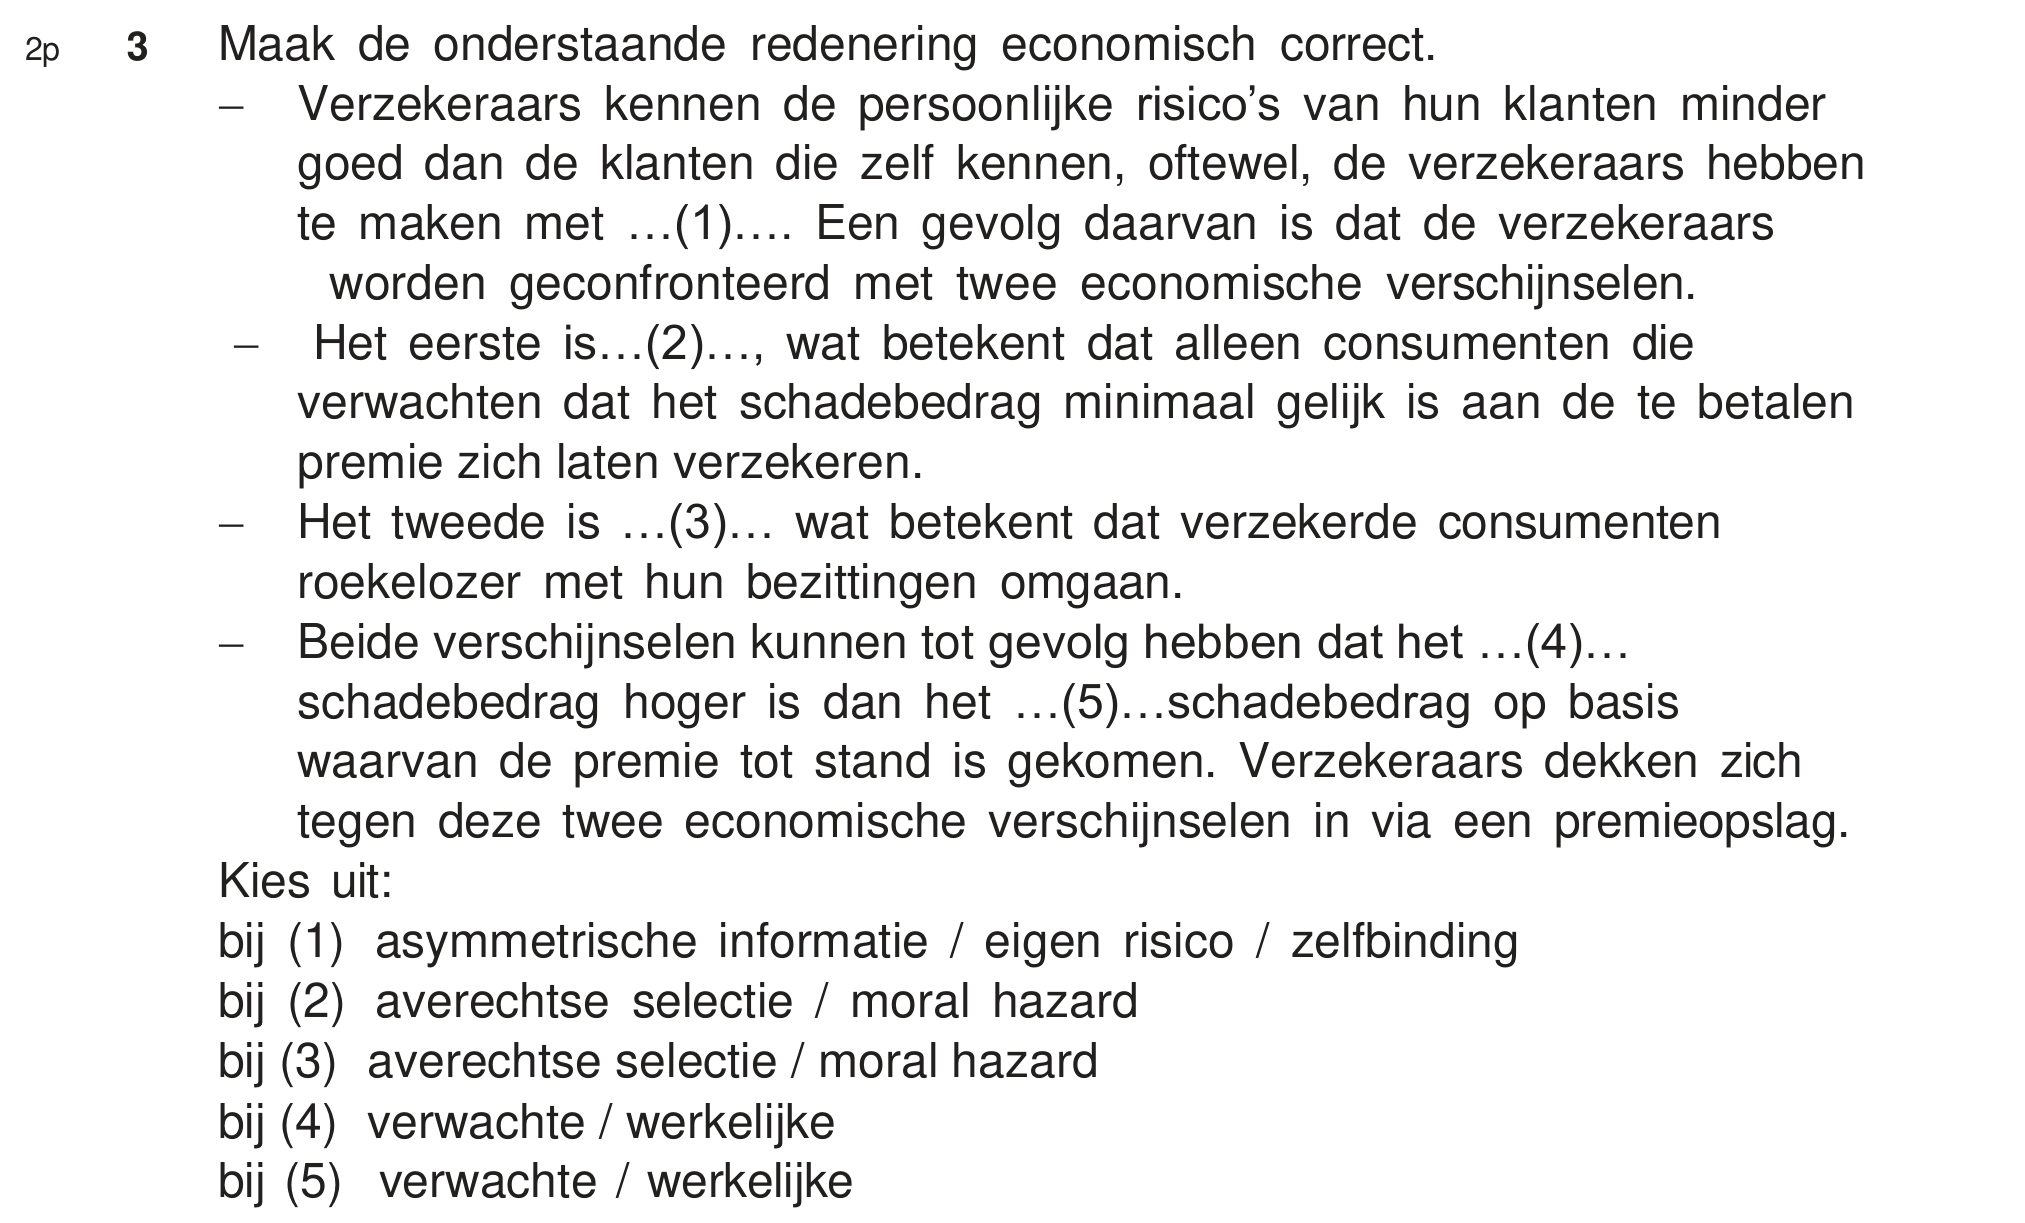 2p 3 Maak de onderstaande redenering economisch correct.
– Verzekeraars kennen de persoonlijke risico’s van hun klanten minder
goed dan de klanten die zelf kennen, oftewel, de verzekeraars hebben
te maken met …(1)…. Een gevolg daarvan is dat de verzekeraars
worden geconfronteerd met twee economische verschijnselen.
– Het eerste is…(2)…, wat betekent dat alleen consumenten die
verwachten dat het schadebedrag minimaal gelijk is aan de te betalen
premie zich laten verzekeren.
– Het tweede is …(3)… wat betekent dat verzekerde consumenten
roekelozer met hun bezittingen omgaan.
– Beide verschijnselen kunnen tot gevolg hebben dat het …(4)…
schadebedrag hoger is dan het …(5)…schadebedrag op basis
waarvan de premie tot stand is gekomen. Verzekeraars dekken zich
tegen deze twee economische verschijnselen in via een premieopslag.
Kies uit:
bij (1) asymmetrische informatie / eigen risico / zelfbinding
bij (2) averechtse selectie / moral hazard
bij (3) averechtse selectie / moral hazard
bij (4) verwachte / werkelijke
bij (5) verwachte / werkelijke